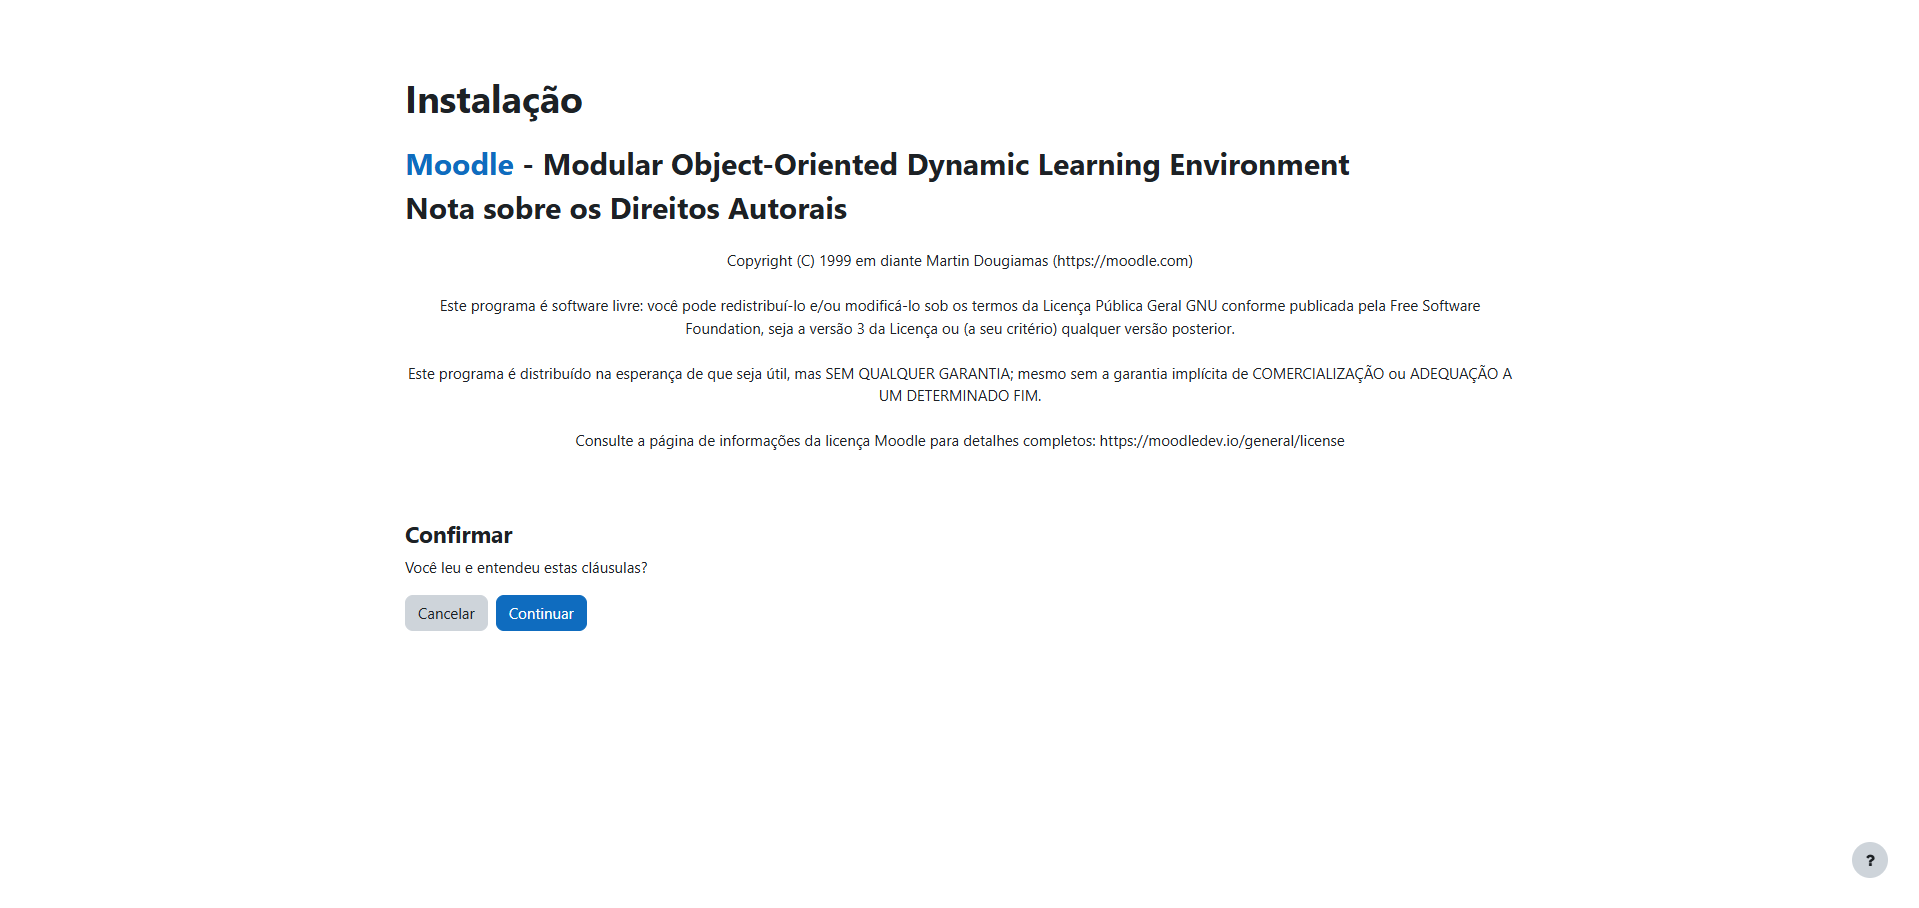 Instalação
Moodle - Modular Object-Oriented Dynamic Learning Environment
Nota sobre os Direitos Autorais
Copyright (C) 1999 em diante Martin Dougiamas (https://moodle.com)
Este programa é software livre: você pode redistribuí-lo e/ou modificá-lo sob os termos da Licença Pública Geral GNU conforme publicada pela Free Software
Foundation, seja a versão 3 da Licença ou (a seu critério) qualquer versão posterior.
Este programa é distribuído na esperança de que seja útil, mas SEM QUALQUER GARANTIA; mesmo sem a garantia implícita de COMERCIALIZAÇÃO ou ADEQUAÇÃO A
UM DETERMINADO FIM.
Consulte a página de informações da licença Moodle para detalhes completos: https://moodledev.io/general/license
Confirmar
Você leu e entendeu estas cláusulas?
Cancelar Continuar
?